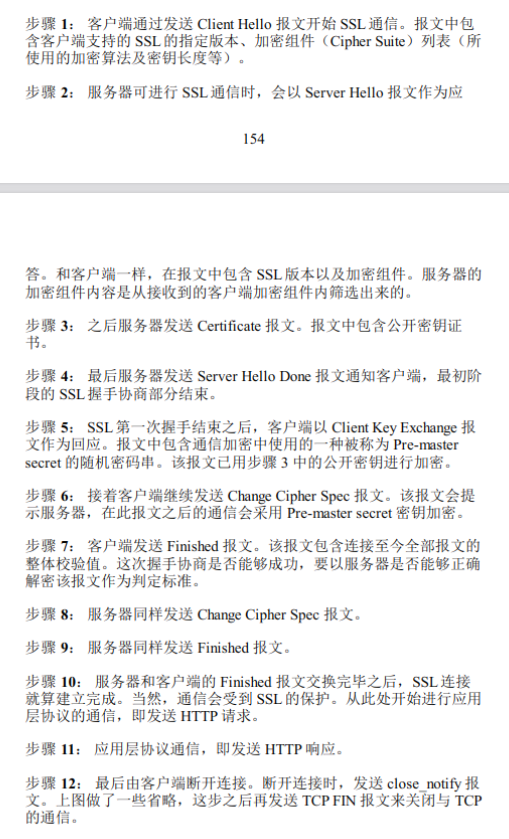 步骤 1： 客户端通过发送 Client Hello 报文开始 SSL 通信。报文中包
含客户端支持的 SSL 的指定版本、加密组件（Cipher Suite）列表（所
使用的加密算法及密钥长度等）。
步骤 2： 服务器可进行 SSL 通信时，会以 Server Hello 报文作为应
154
答。和客户端一样，在报文中包含 SSL 版本以及加密组件。服务器的
加密组件内容是从接收到的客户端加密组件内筛选出来的。
步骤 3： 之后服务器发送 Certificate 报文。报文中包含公开密钥证
书。
步骤 4： 最后服务器发送 Server Hello Done 报文通知客户端，最初阶
段的 SSL 握手协商部分结束。
步骤 5： SSL 第一次握手结束之后，客户端以 Client Key Exchange 报
文作为回应。报文中包含通信加密中使用的一种被称为 Pre-master
secret 的随机密码串。该报文已用步骤 3 中的公开密钥进行加密。
步骤 6： 接着客户端继续发送 Change Cipher Spec 报文。该报文会提
示服务器，在此报文之后的通信会采用 Pre-master secret 密钥加密。
步骤 7： 客户端发送 Finished 报文。该报文包含连接至今全部报文的
整体校验值。这次握手协商是否能够成功，要以服务器是否能够正确
解密该报文作为判定标准。
步骤 8： 服务器同样发送 Change Cipher Spec 报文。
步骤 9： 服务器同样发送 Finished 报文。
步骤 10： 服务器和客户端的 Finished 报文交换完毕之后，SSL 连接
就算建立完成。当然，通信会受到 SSL 的保护。从此处开始进行应用
层协议的通信，即发送 HTTP 请求。
步骤 11： 应用层协议通信，即发送 HTTP 响应。
步骤 12： 最后由客户端断开连接。断开连接时，发送 close_notify 报
文。上图做了一些省略，这步之后再发送 TCP FIN 报文来关闭与 TCP
的通信。